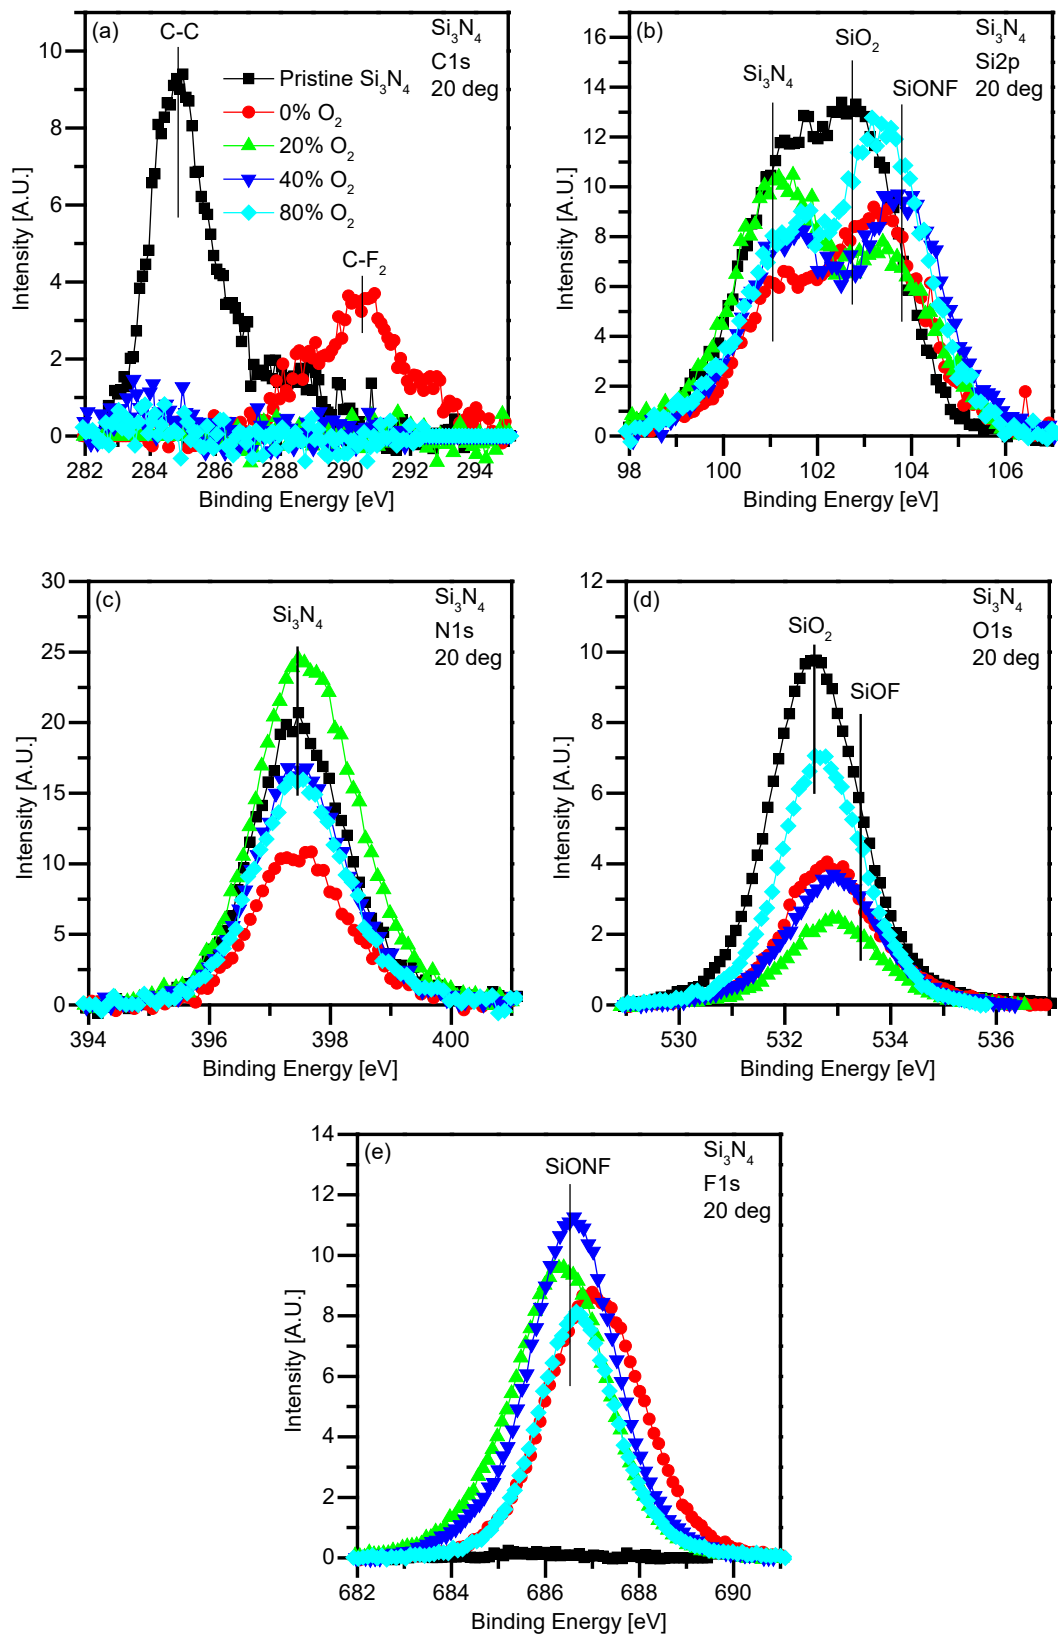 (a)
C-C
Si3N4
C1s
20 deg
Pristine Si3N4
0% O2
20% O2
40% O2
80% O2
C-F2
10
8
6
4
2
0
Intensity [A.U.]
282 284 286 288 290 292 294
Binding Energy [eV]
(b)
SiO2
Si3N4
Si2p
20 deg
Si3N4
SiONF
16
14
12
10
8
6
4
2
0
Intensity [A.U.]
98 100 102 104 106
Binding Energy [eV]
(c)
Si3N4
Si3N4
N1s
20 deg
30
25
20
15
10
5
0
Intensity [A.U.]
394 396 398 400
Binding Energy [eV]
(d)
SiO2
Si3N4
O1s
20 deg
SiOF
12
10
8
6
4
2
0
Intensity [A.U.]
530 532 534 536
Binding Energy [eV]
(e)
SiONF
Si3N4
F1s
20 deg
14
12
10
8
6
4
2
0
Intensity [A.U.]
682 684 686 688 690
Binding Energy [eV]